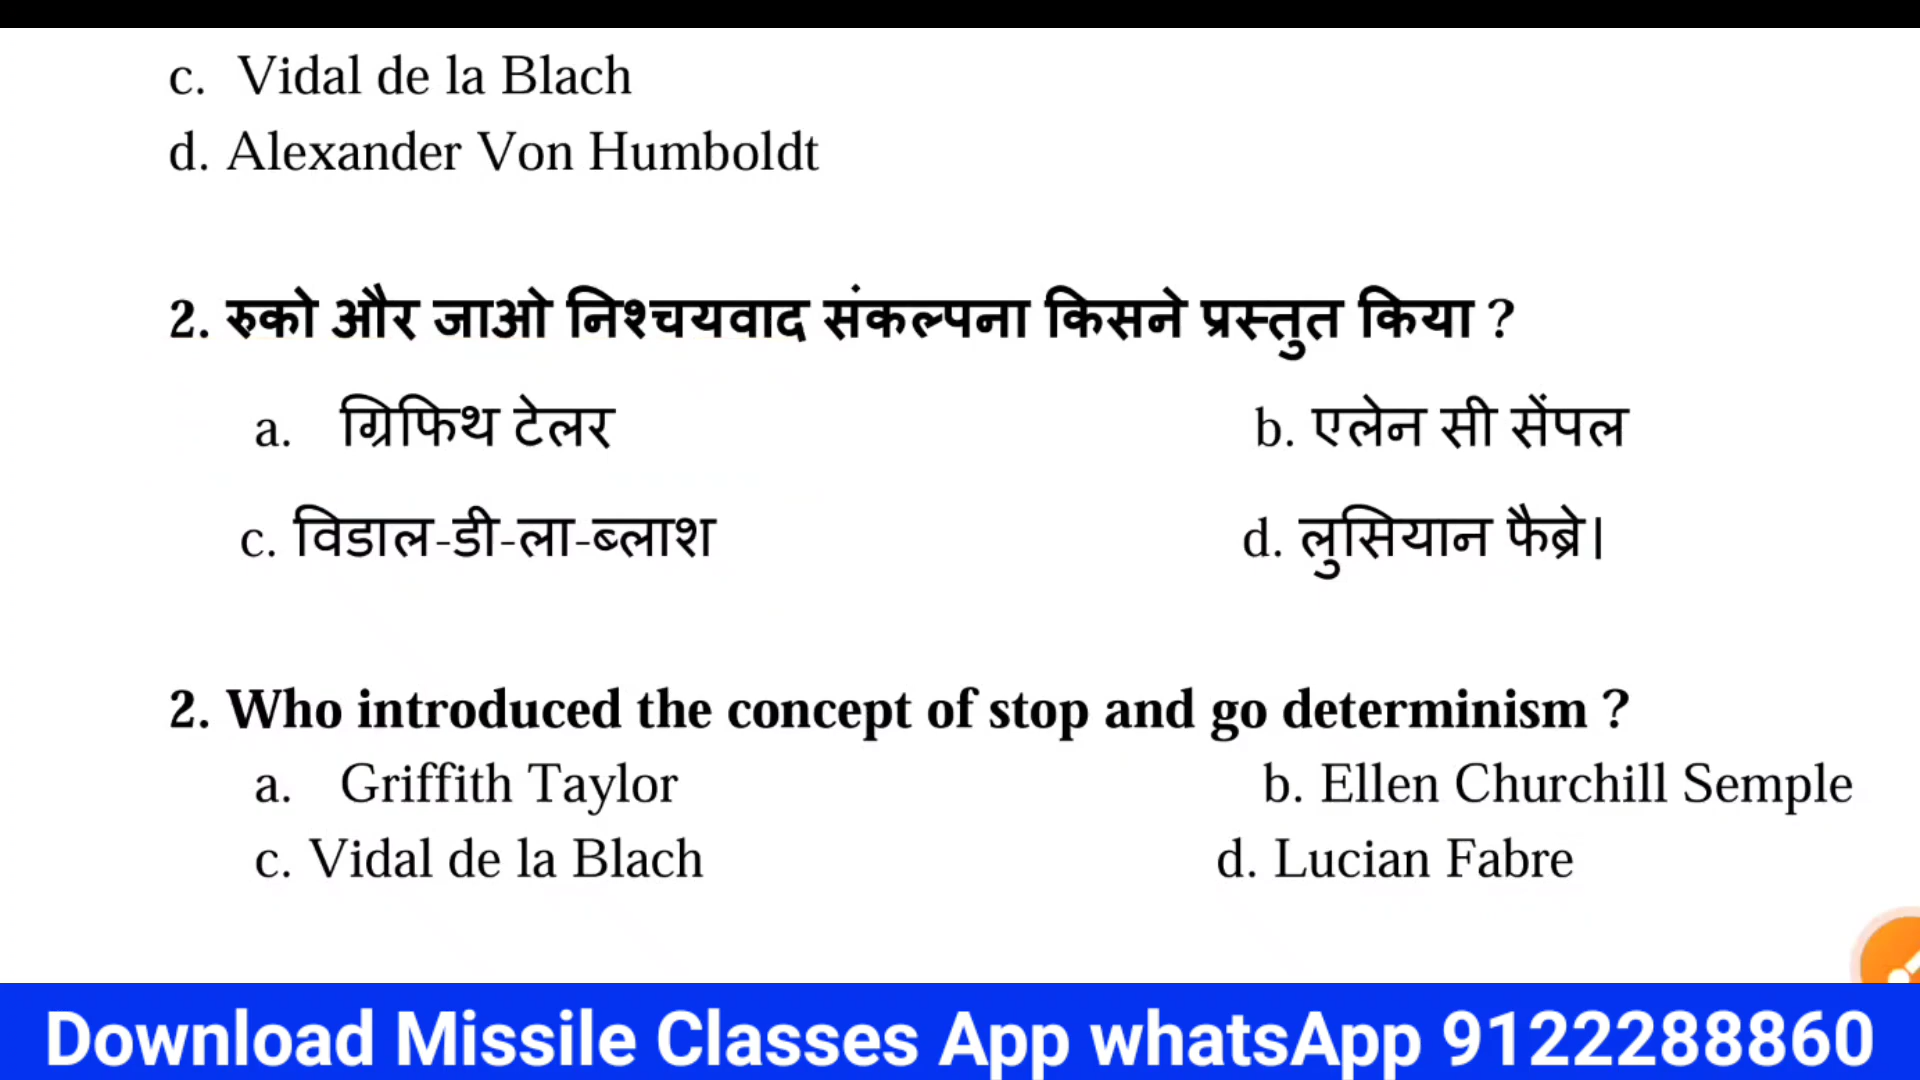 c. Vidal de la Blach
d. Alexander Von Humboldt
2. रुको और जाओ निश्चयवाद संकल्पना किसने प्रस्तुत किया ?
a. ग्रिफिथ टेलर b. एलेन सी सेंपल
c. विडाल-डी-ला-ब्लाश d. लुसियान फैब्रे।
2. Who introduced the concept of stop and go determinism ?
a. Griffith Taylor b. Ellen Churchill Semple
c. Vidal de la Blach d. Lucian Fabre
Download Missile Classes App whatsApp 9122288860